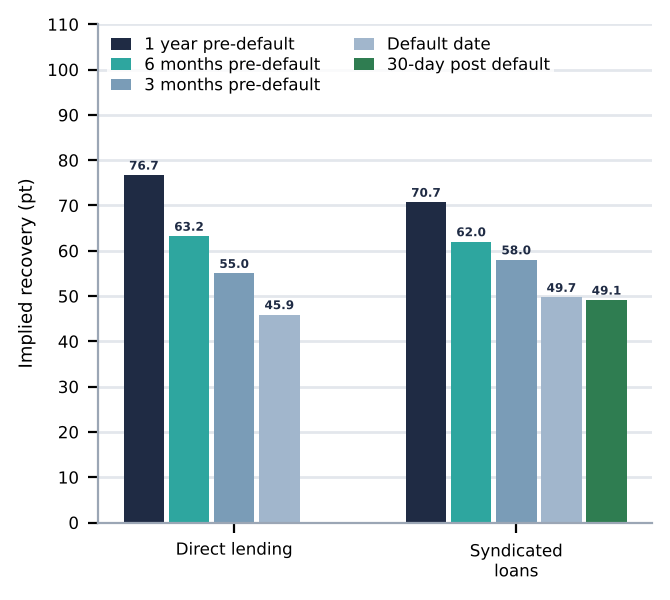 110
100
90
80
70
60
50
40
30
20
10
0
Implied recovery (pt)
1 year pre-default
6 months pre-default
3 months pre-default
Default date
30-day post default
76.7
63.2
55.0
45.9
70.7
62.0
58.0
49.7
49.1
Direct lending
Syndicated
loans